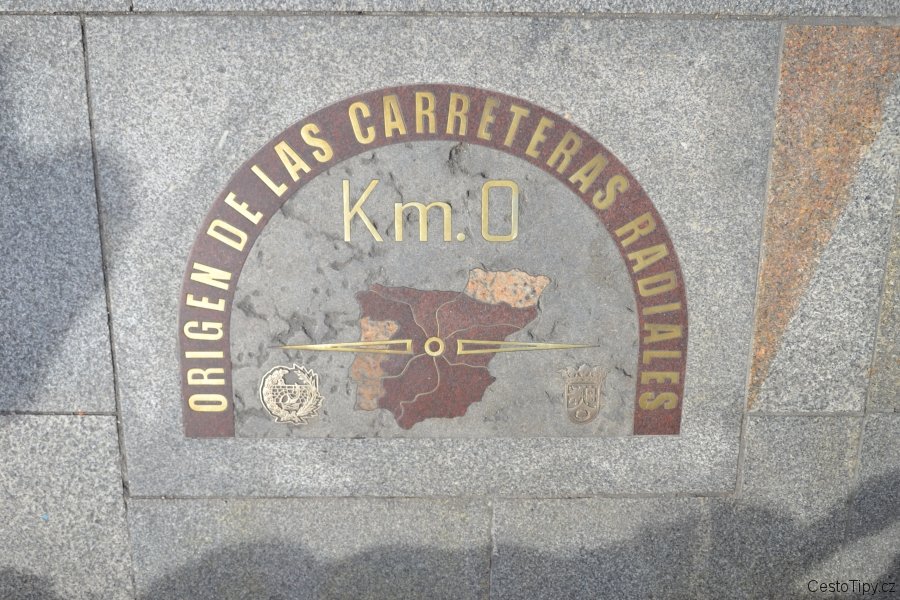 ORIGEN DE LAS CARRETERAS RADIALES
Km. 0
CestoTipy.cz